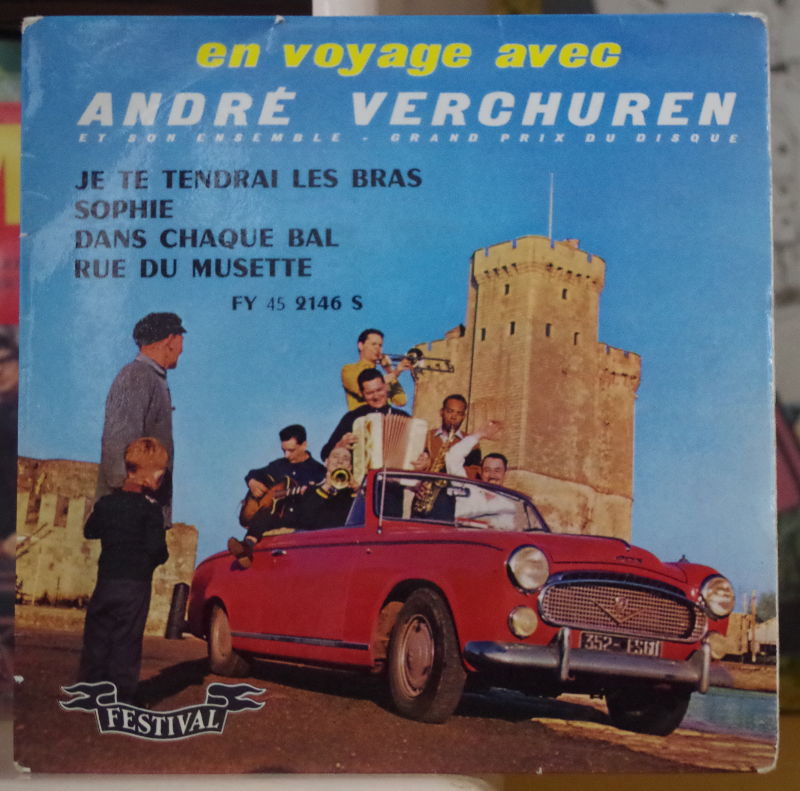 en voyage avec
ANDRÉ VERCHUREN
ET SON ENSEMBLE - GRAND PRIX DU DISQUE
JE TE TENDRAI LES BRAS
SOPHIE
DANS CHAQUE BAL
RUE DU MUSETTE
FY 45 2146 S
FESTIVAL